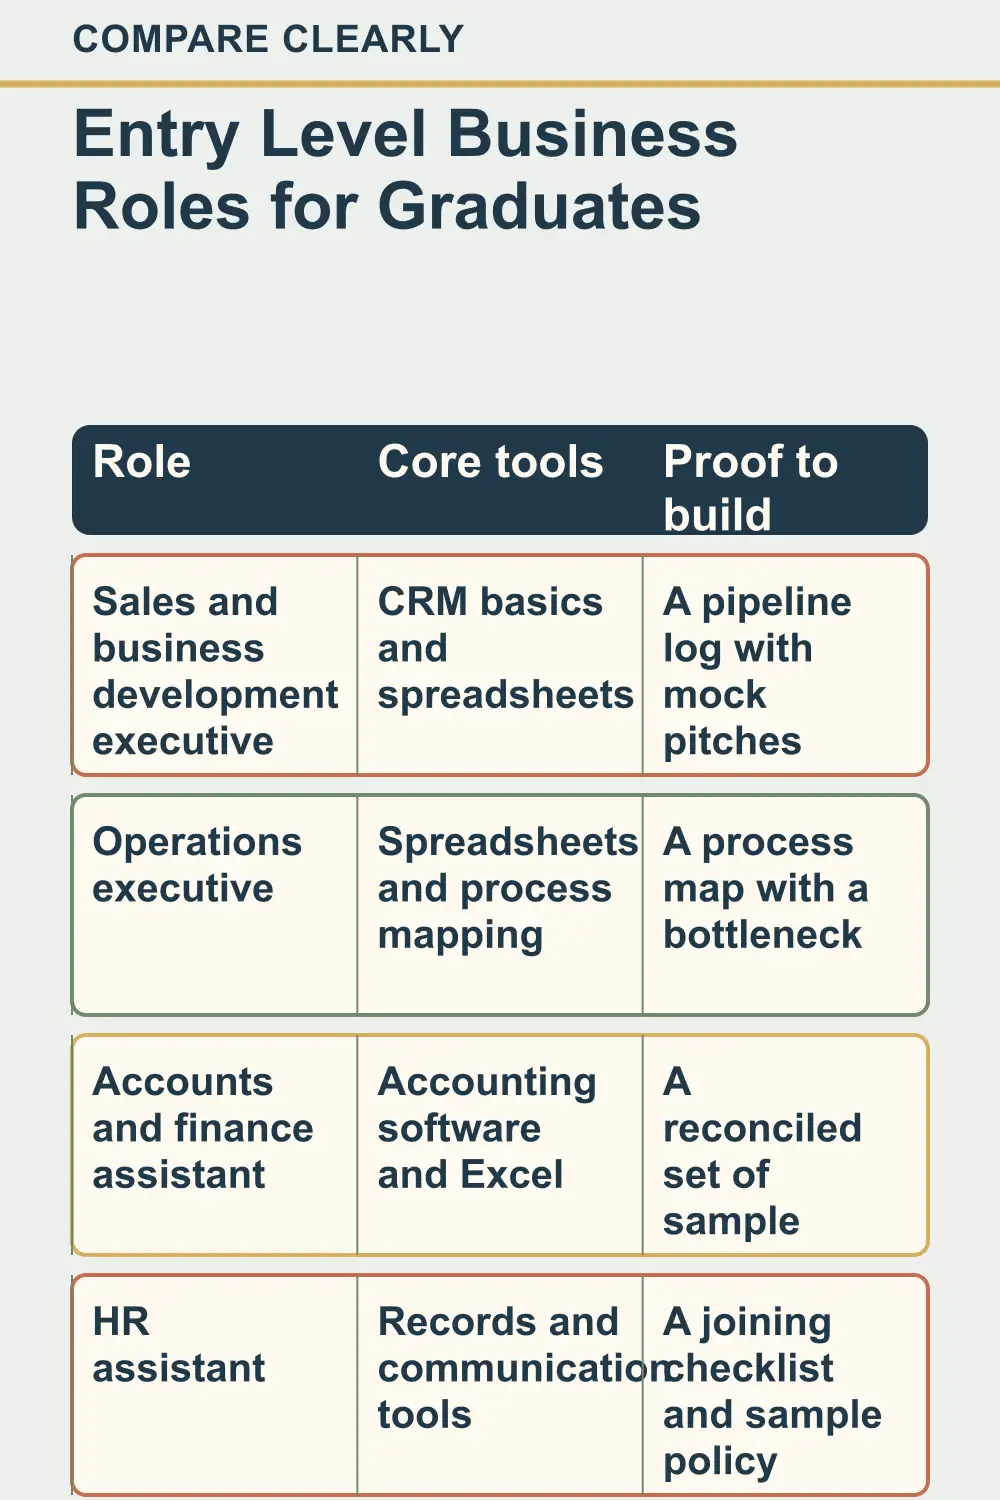 COMPARE CLEARLY
Entry Level Business
Roles for Graduates
Role
Core tools
Proof to
build
Sales and
business
development
executive
CRM basics
and
spreadsheets
A pipeline
log with
mock
pitches
Operations
executive
Spreadsheets
and process
mapping
A process
map with a
bottleneck
Accounts
and finance
assistant
Accounting
software
and Excel
A
reconciled
set of
sample
HR
assistant
Records and
communication
tools
A joining
checklist
and sample
policy